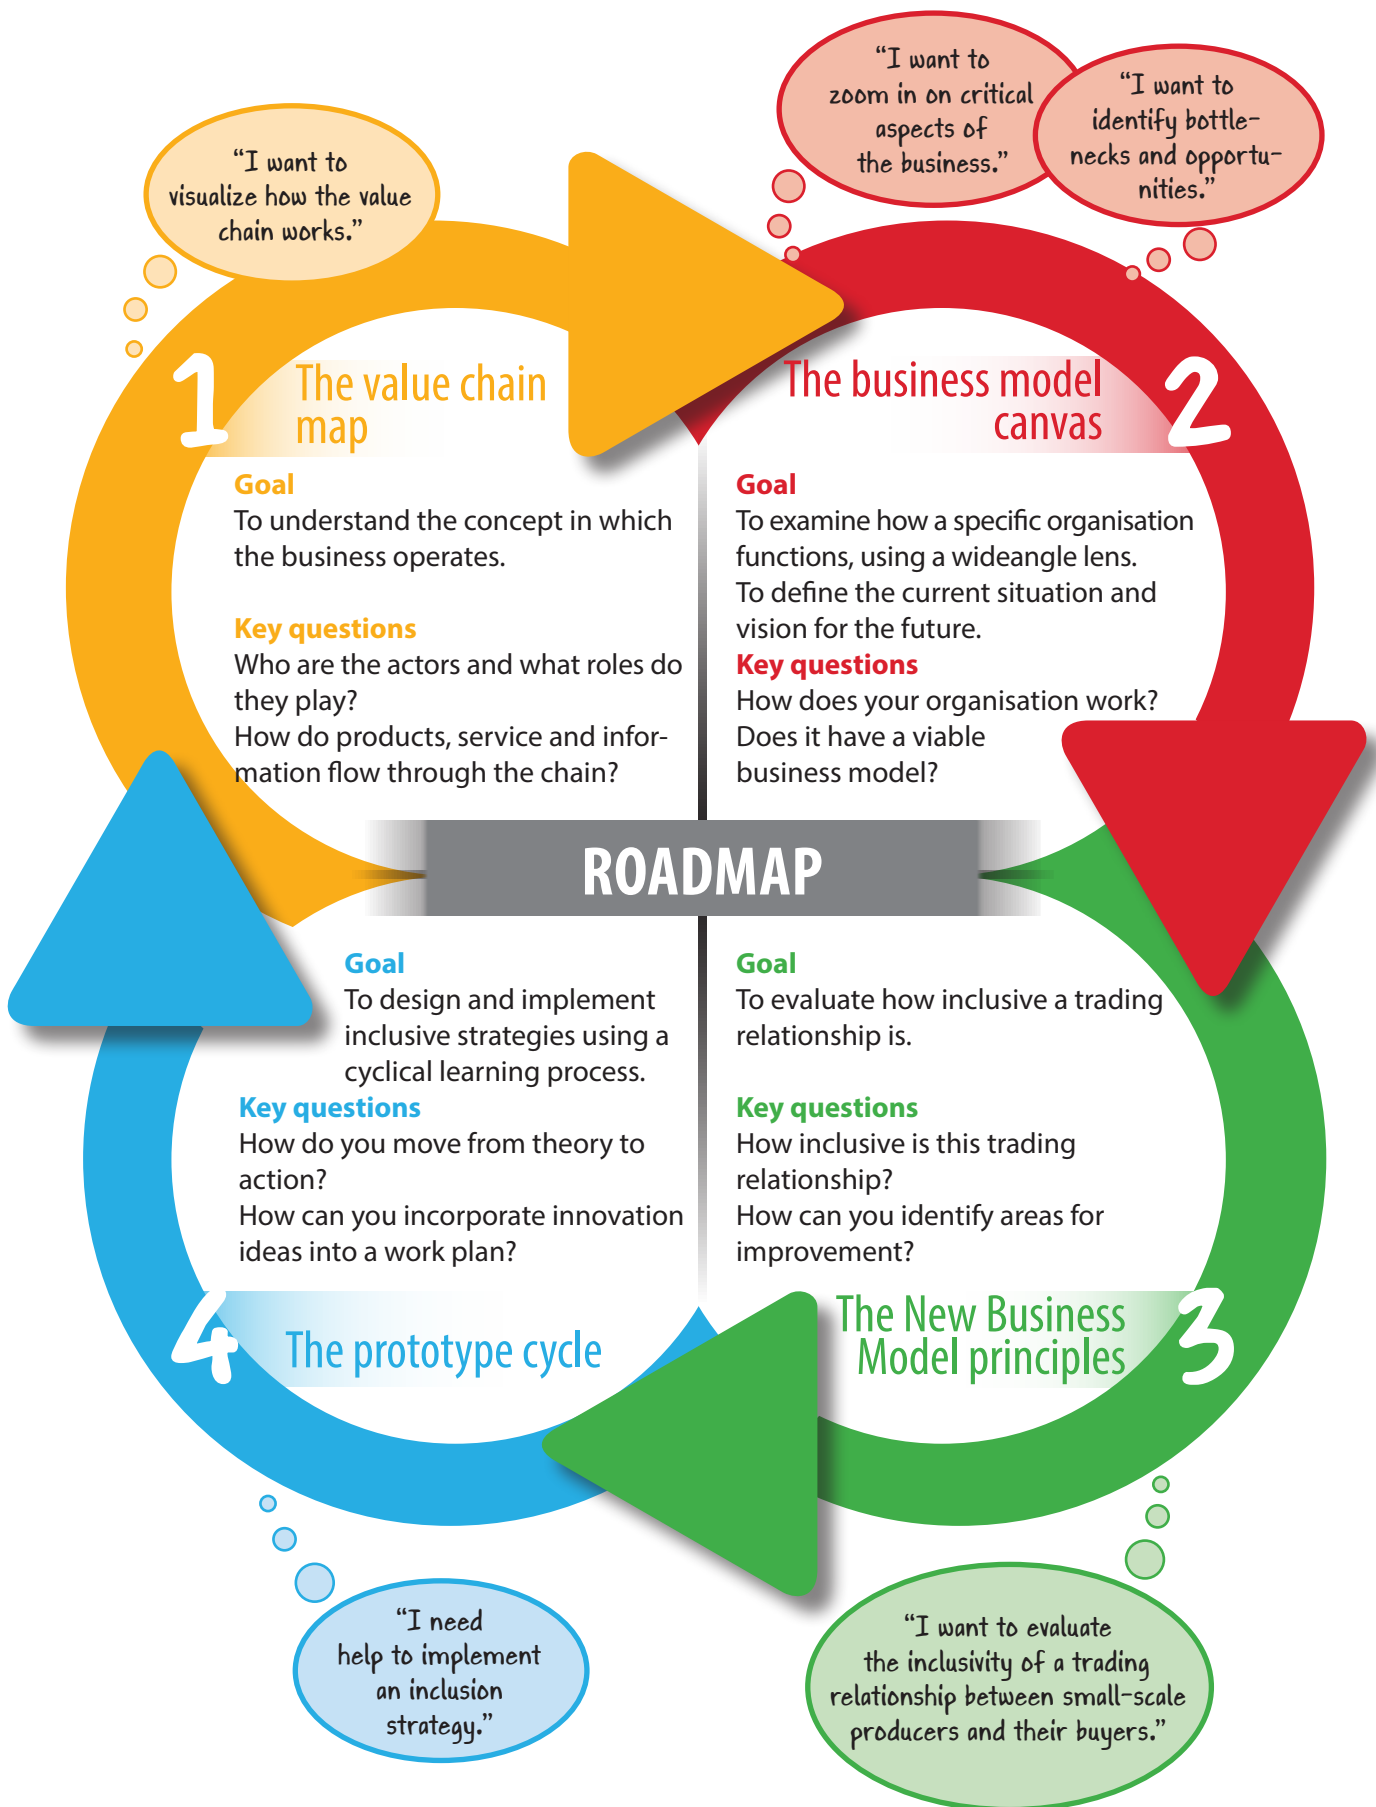 “I want to
visualize how the value
chain works.”
“I want to
zoom in on critical
aspects of
the business.”
“I want to
identify bottle-
necks and opportu-
nities.”
1
The value chain
map
Goal
To understand the concept in which
the business operates.
Key questions
Who are the actors and what roles do
they play?
How do products, service and infor-
mation flow through the chain?
2
The business model
canvas
Goal
To examine how a specific organisation
functions, using a wideangle lens.
To define the current situation and
vision for the future.
Key questions
How does your organisation work?
Does it have a viable
business model?
ROADMAP
Goal
To design and implement
inclusive strategies using a
cyclical learning process.
Key questions
How do you move from theory to
action?
How can you incorporate innovation
ideas into a work plan?
4
The prototype cycle
Goal
To evaluate how inclusive a trading
relationship is.
Key questions
How inclusive is this trading
relationship?
How can you identify areas for
improvement?
The New Business
Model principles
3
“I need
help to implement
an inclusion
strategy.”
“I want to evaluate
the inclusivity of a trading
relationship between small-scale
producers and their buyers.”